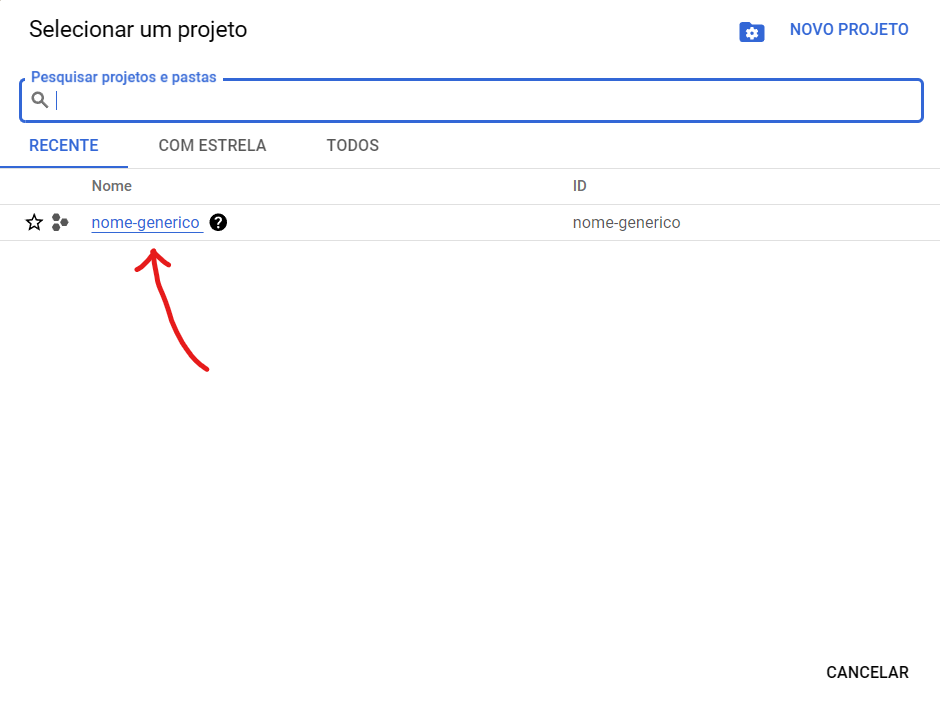 Selecionar um projeto
NOVO PROJETO
Pesquisar projetos e pastas
RECENTE COM ESTRELA TODOS
Nome ID
nome-generico ? nome-generico
CANCELAR